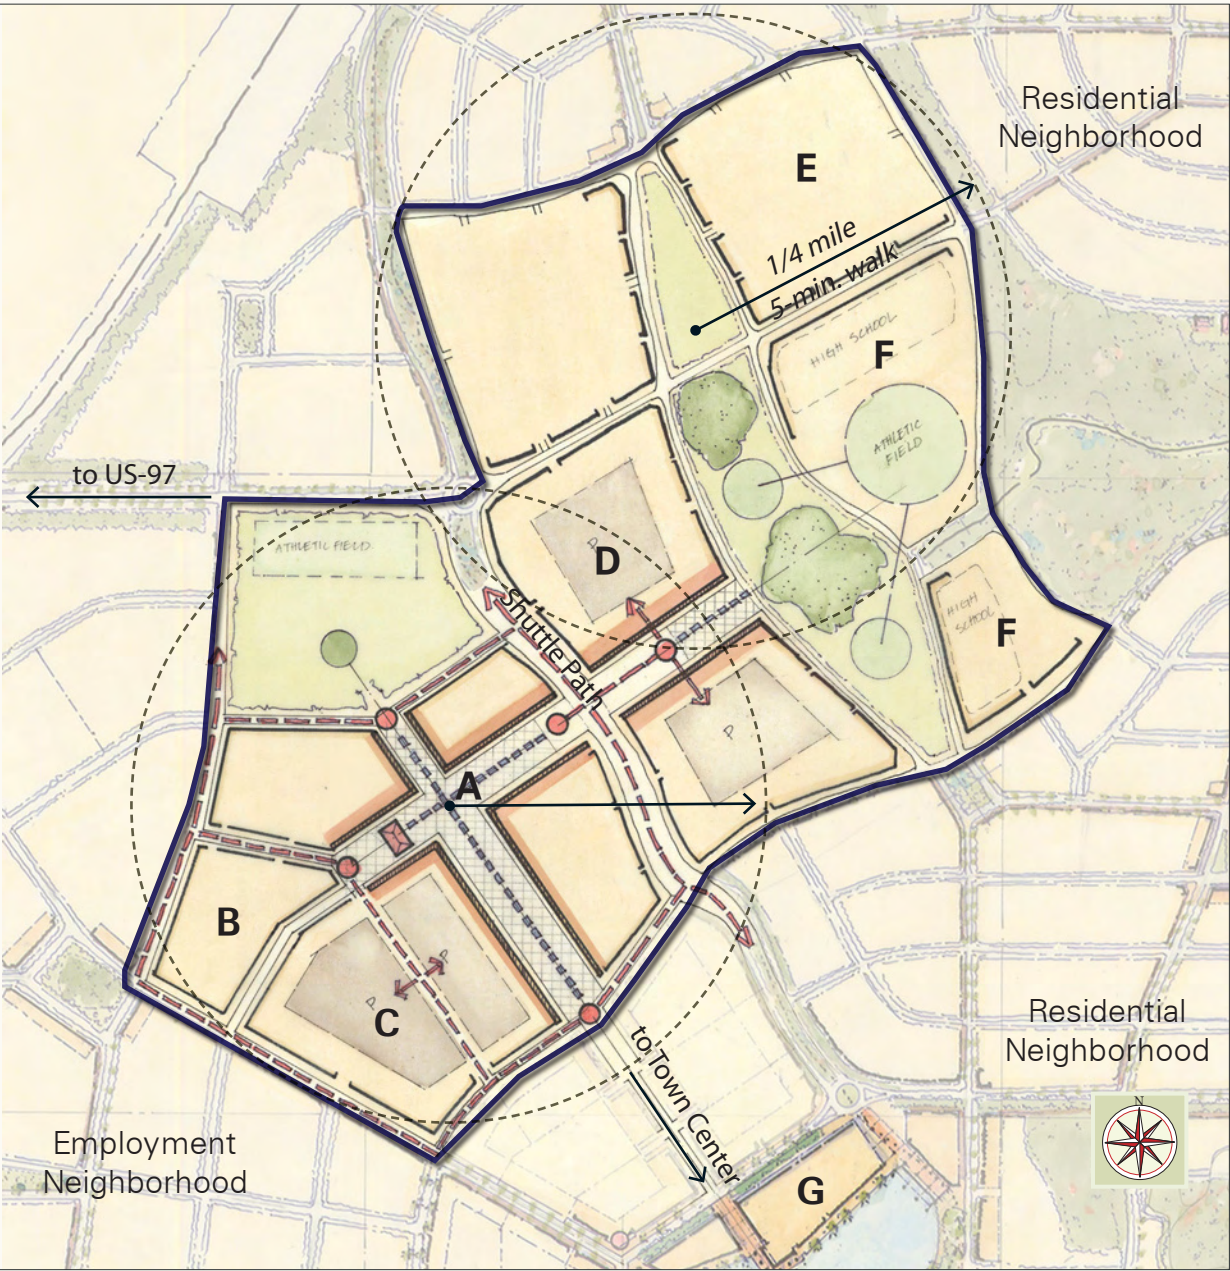 Residential
Neighborhood
E
1/4 mile
5-min. walk
HIGH SCHOOL
F
ATHLETIC
FIELD
to US-97
ATHLETIC FIELD
P
D
HIGH
SCHOOL
F
Shuttle Path
P
A
B
P
P
C
Residential
Neighborhood
to Town Center
N
Employment
Neighborhood
G